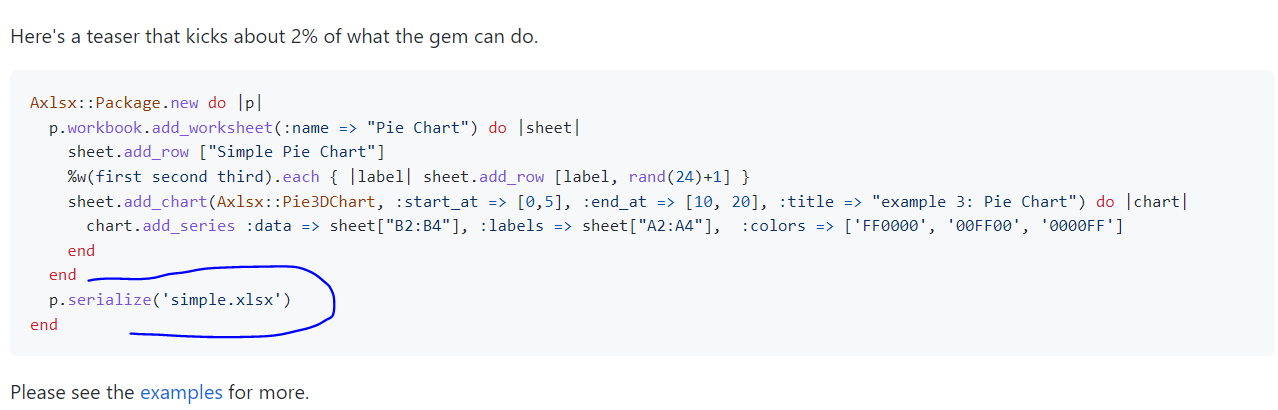 Here's a teaser that kicks about 2% of what the gem can do.
Axlsx::Package.new do |p|
  p.workbook.add_worksheet(:name => "Pie Chart") do |sheet|
    sheet.add_row ["Simple Pie Chart"]
    %w(first second third).each { |label| sheet.add_row [label, rand(24)+1] }
    sheet.add_chart(Axlsx::Pie3DChart, :start_at => [0,5], :end_at => [10, 20], :title => "example 3: Pie Chart") do |chart|
      chart.add_series :data => sheet["B2:B4"], :labels => sheet["A2:A4"],  :colors => ['FF0000', '00FF00', '0000FF']
    end
  end
  p.serialize('simple.xlsx')
end
Please see the examples for more.